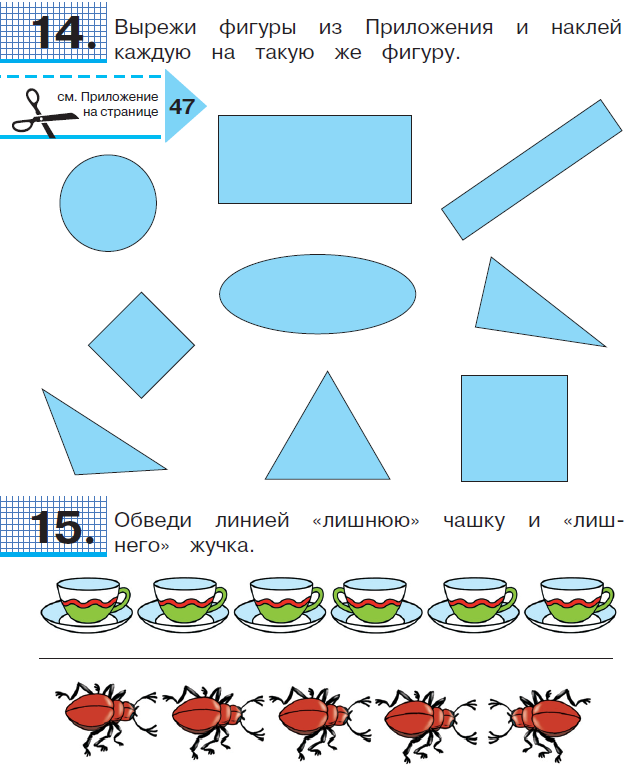 14. Вырежи фигуры из Приложения и наклей
каждую на такую же фигуру.
см. Приложение
на странице 47
15. Обведи линией «лишнюю» чашку и «лиш-
него» жучка.